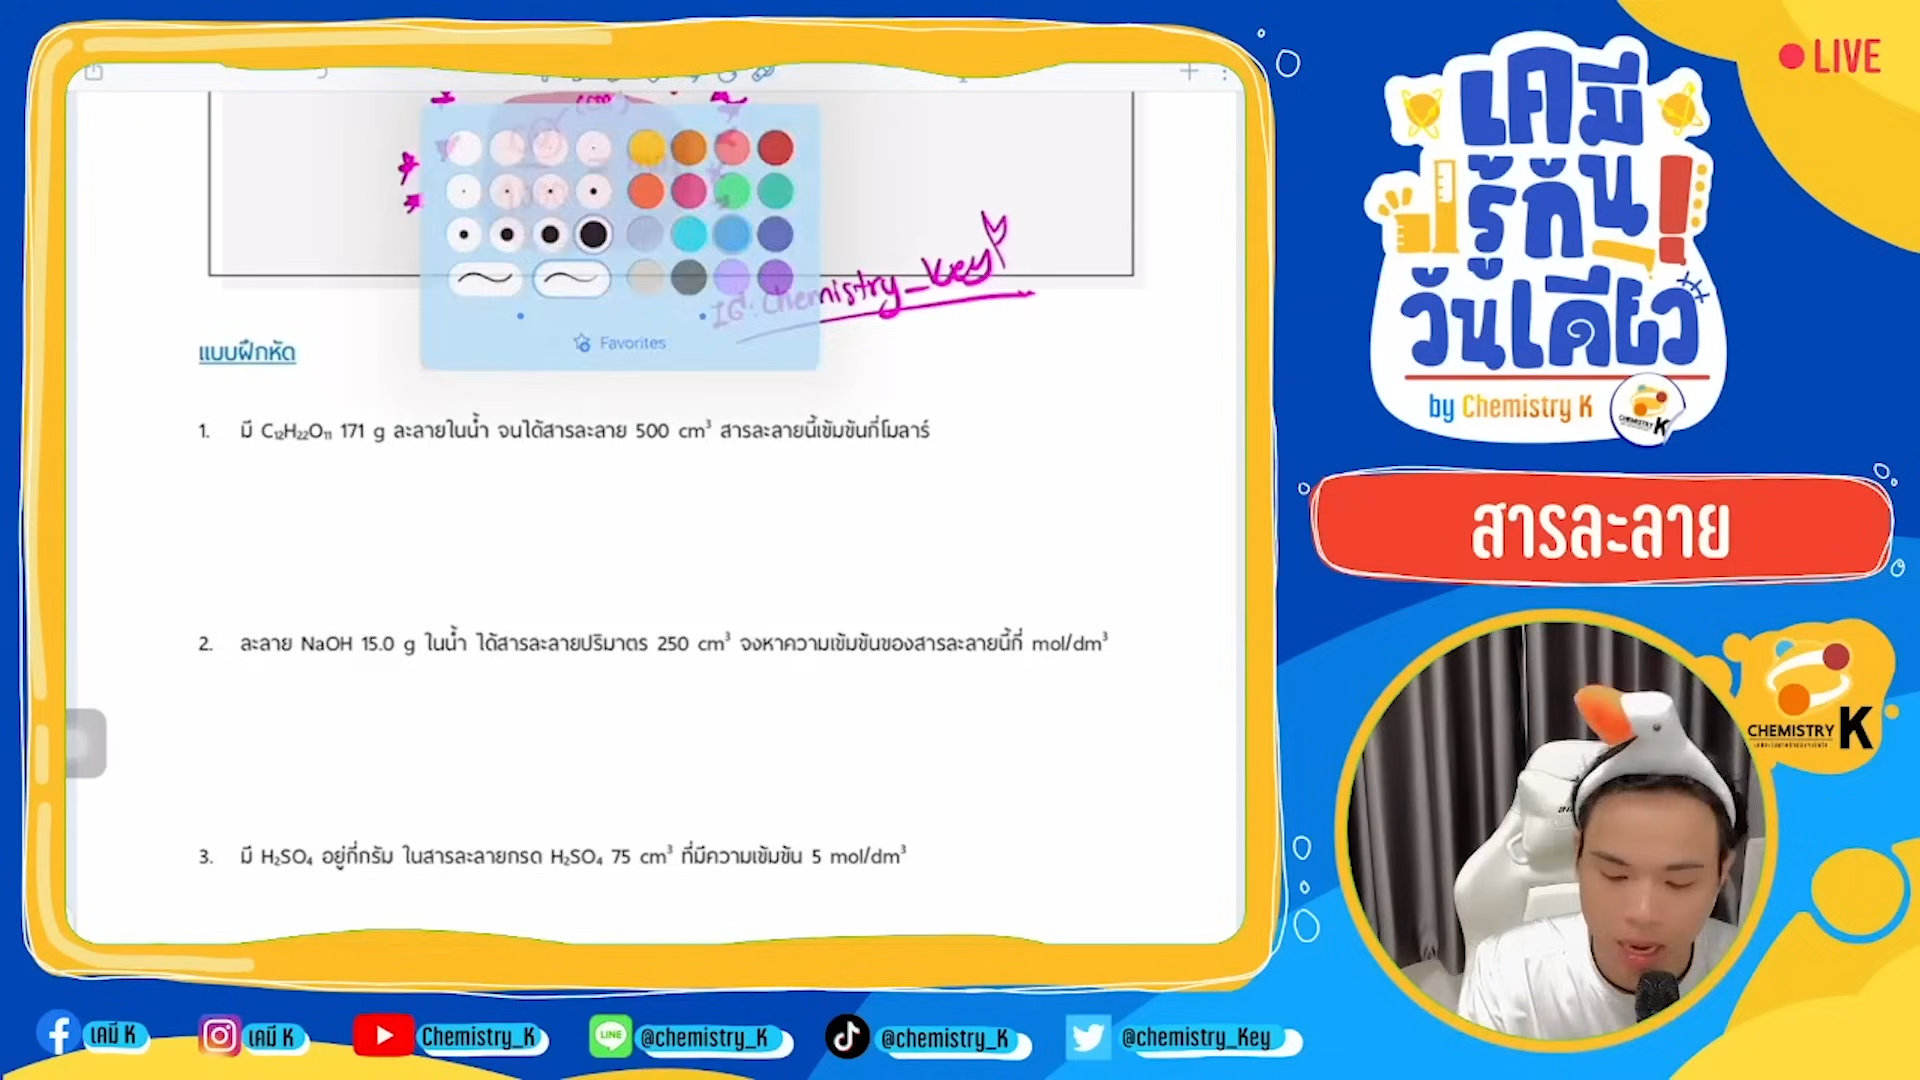 LIVE
เคมี
รู้กัน!
วันเดียว
by Chemistry K
CHEMISTRY K
สารละลาย
IG : Chemistry_Key
Favorites
แบบฝึกหัด
1. มี C₁₂H₂₂O₁₁ 171 g ละลายในน้ำ จนได้สารละลาย 500 cm³ สารละลายนี้เข้มข้นกี่โมลาร์
2. ละลาย NaOH 15.0 g ในน้ำ ได้สารละลายปริมาตร 250 cm³ จงหาความเข้มข้นของสารละลายนี้กี่ mol/dm³
3. มี H₂SO₄ อยู่กี่กรัม ในสารละลายกรด H₂SO₄ 75 cm³ ที่มีความเข้มข้น 5 mol/dm³
CHEMISTRY K
เคมี K
เคมี K
Chemistry_K
LINE
@chemistry_K
@chemistry_K
@chemistry_Key